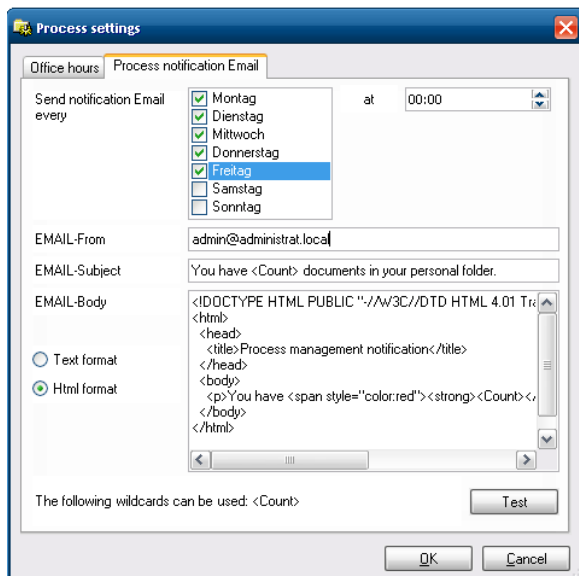 Process settings
Office hours
Process notification Email
Send notification Email
every
Montag
Dienstag
Mittwoch
Donnerstag
Freitag
Samstag
Sonntag
at
00:00
EMAIL-From
admin@administrat.local
EMAIL-Subject
You have <Count> documents in your personal folder.
EMAIL-Body
Text format
Html format
<!DOCTYPE HTML PUBLIC "-//W3C//DTD HTML 4.01 Tra
<html>
<head>
<title>Process management notification</title>
</head>
<body>
<p>You have <span style="color:red"><strong><Count></
</body>
</html>
The following wildcards can be used: <Count>
Test
OK
Cancel